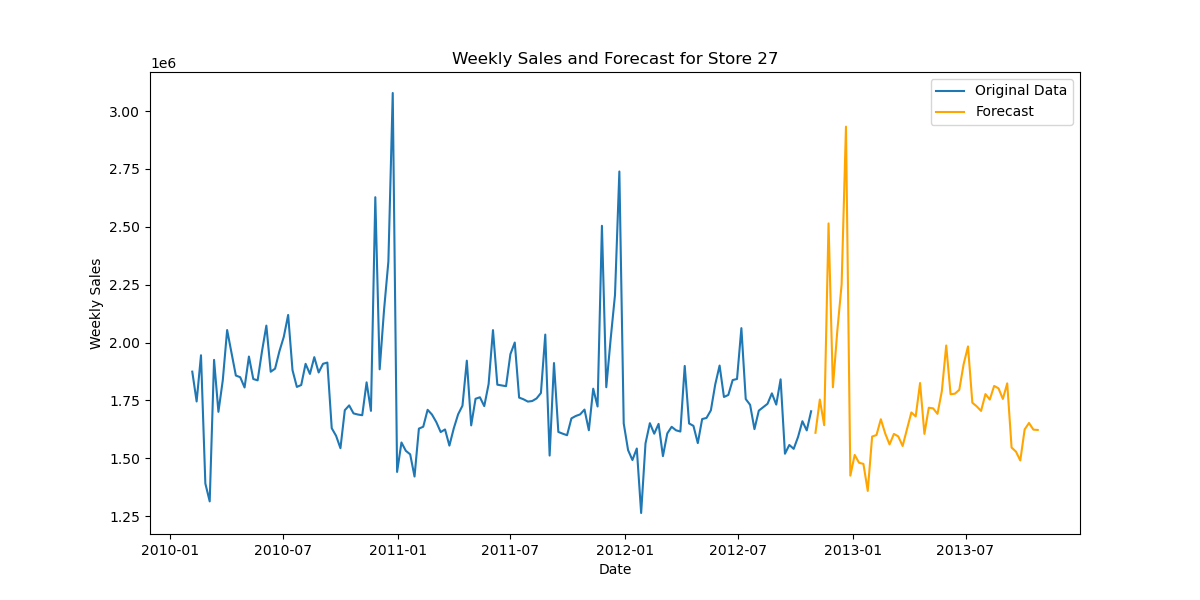 Weekly Sales and Forecast for Store 27
1e6
Original Data
Forecast
3.00
2.75
2.50
2.25
2.00
1.75
1.50
1.25
Weekly Sales
2010-01 2010-07 2011-01 2011-07 2012-01 2012-07 2013-01 2013-07
Date